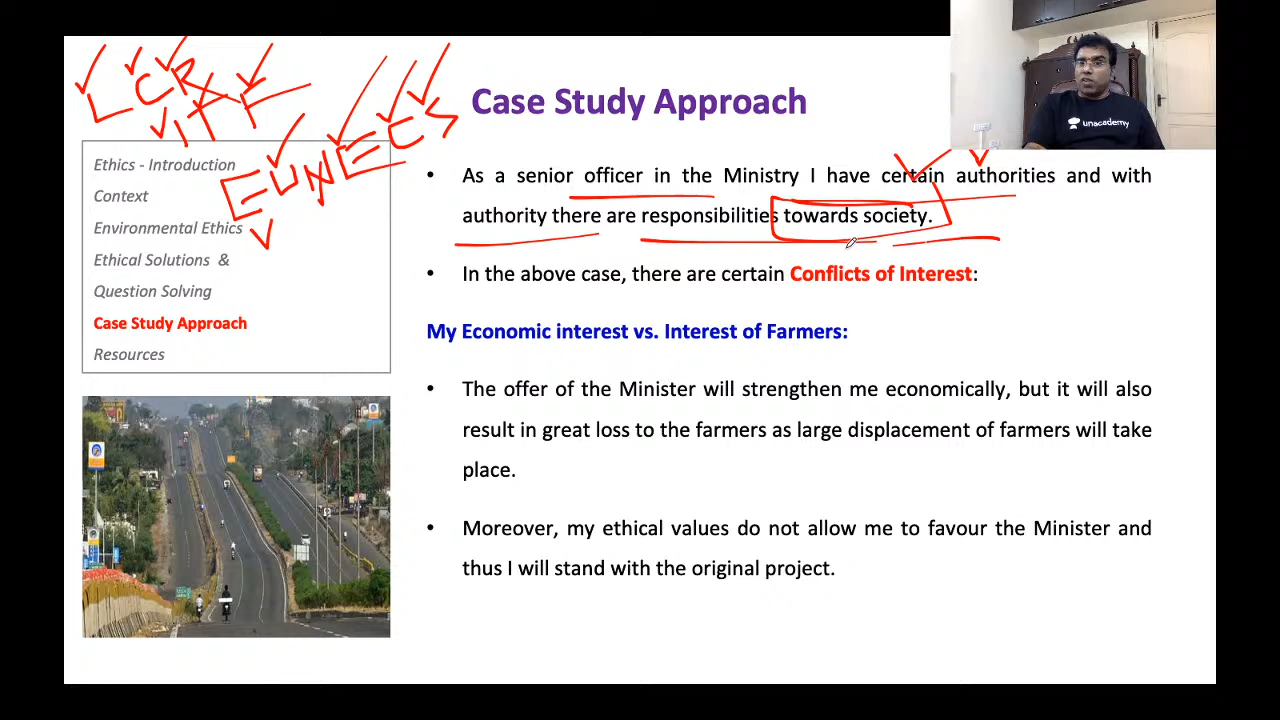 Case Study Approach
unacademy
Ethics - Introduction
Context
Environmental Ethics
Ethical Solutions &
Question Solving
Case Study Approach
Resources
• As a senior officer in the Ministry I have certain authorities and with
authority there are responsibilities towards society.
• In the above case, there are certain Conflicts of Interest:
My Economic interest vs. Interest of Farmers:
• The offer of the Minister will strengthen me economically, but it will also
result in great loss to the farmers as large displacement of farmers will take
place.
• Moreover, my ethical values do not allow me to favour the Minister and
thus I will stand with the original project.
EUNECS